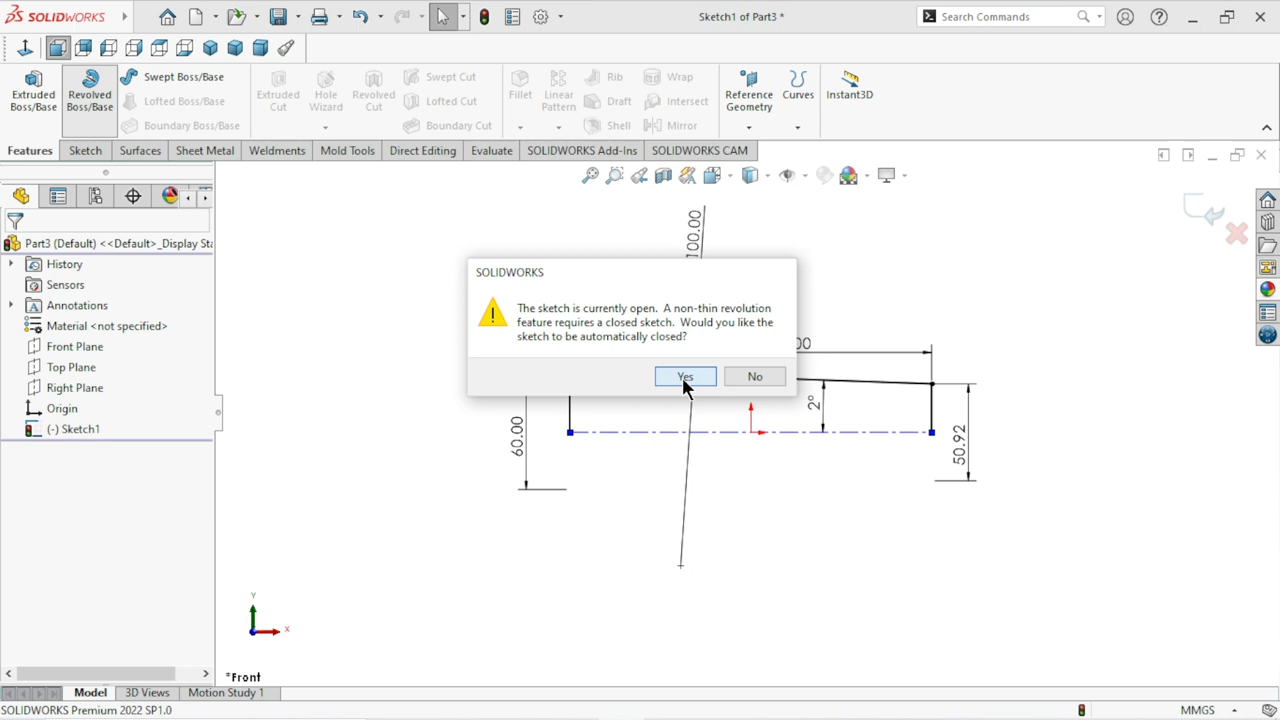 SOLIDWORKS
Sketch1 of Part3 *
Search Commands
Extruded Boss/Base
Revolved Boss/Base
Swept Boss/Base
Lofted Boss/Base
Boundary Boss/Base
Extruded Cut
Hole Wizard
Revolved Cut
Swept Cut
Lofted Cut
Boundary Cut
Fillet
Linear Pattern
Rib
Draft
Shell
Wrap
Intersect
Mirror
Reference Geometry
Curves
Instant3D
Features
Sketch
Surfaces
Sheet Metal
Weldments
Mold Tools
Direct Editing
Evaluate
SOLIDWORKS Add-Ins
SOLIDWORKS CAM
Part3 (Default) <<Default>_Display Sta
History
Sensors
Annotations
Material <not specified>
Front Plane
Top Plane
Right Plane
Origin
(-) Sketch1
100.00
SOLIDWORKS
The sketch is currently open. A non-thin revolution
feature requires a closed sketch. Would you like the
sketch to be automatically closed?
Yes
No
00
2°
60.00
50.92
Y
X
*Front
Model
3D Views
Motion Study 1
SOLIDWORKS Premium 2022 SP1.0
MMGS